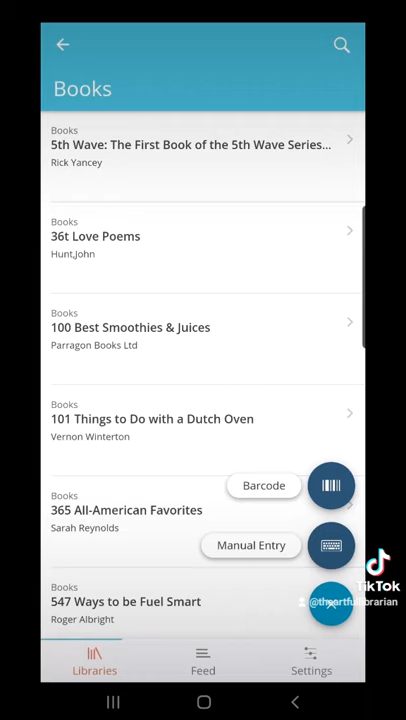 Books
Books
5th Wave: The First Book of the 5th Wave Series...
Rick Yancey
Books
36t Love Poems
Hunt,John
Books
100 Best Smoothies & Juices
Parragon Books Ltd
Books
101 Things to Do with a Dutch Oven
Vernon Winterton
Barcode
Books
365 All-American Favorites
Sarah Reynolds
Manual Entry
TikTok
@theartfullibrarian
Books
547 Ways to be Fuel Smart
Roger Albright
Libraries
Feed
Settings